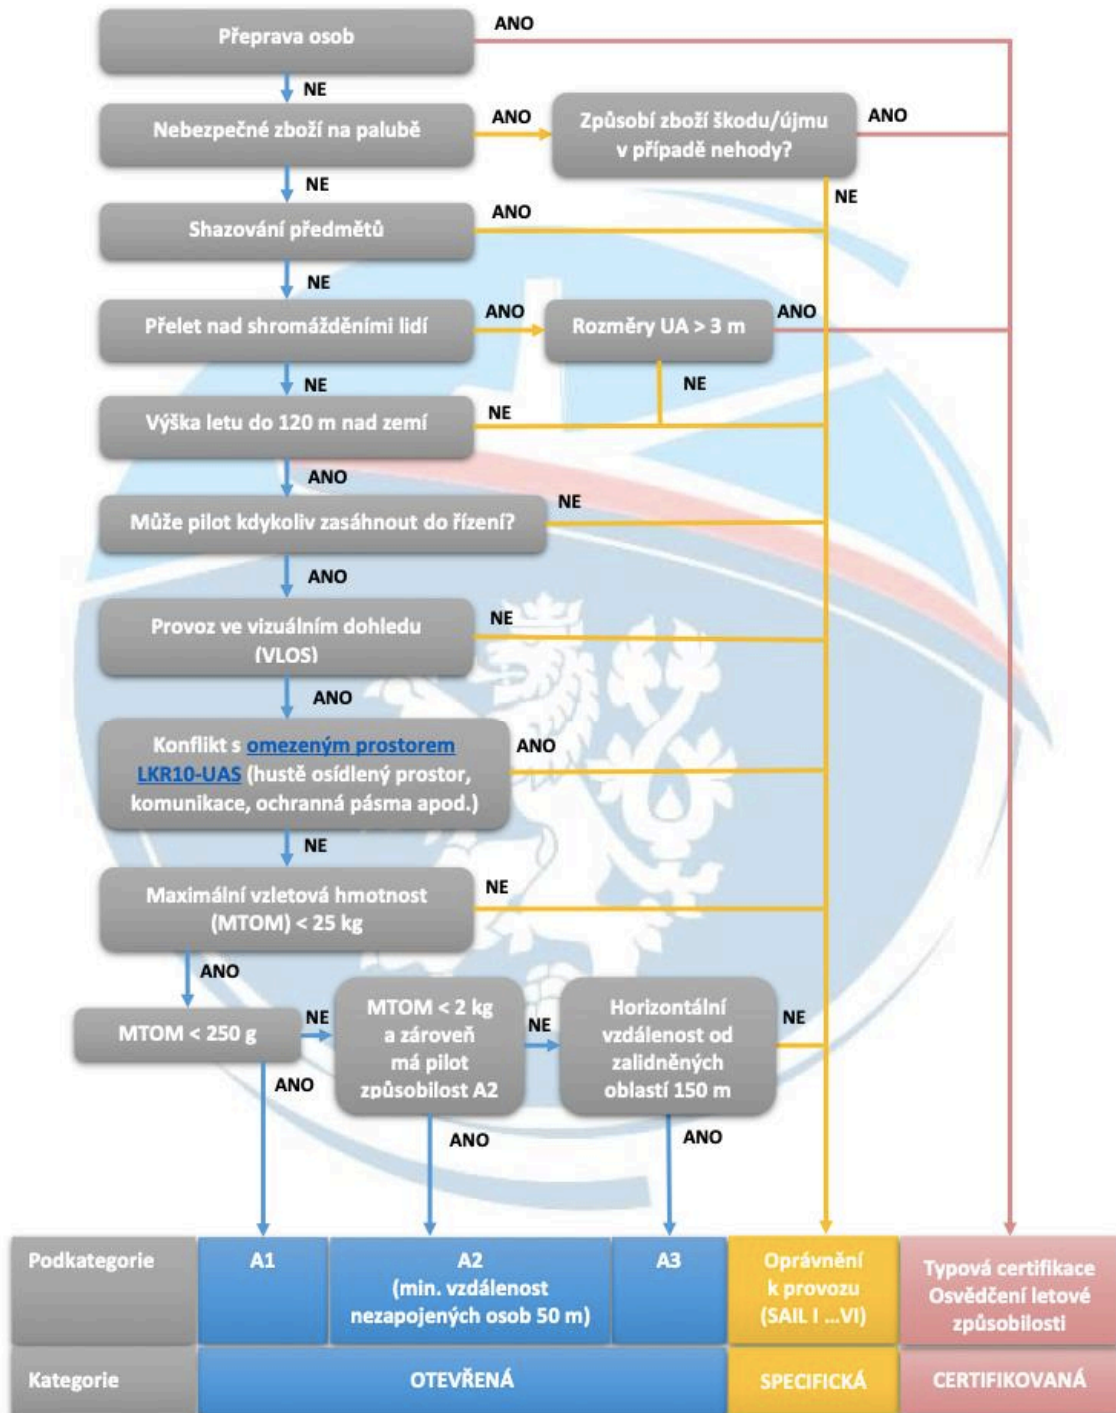 Přeprava osob
ANO
NE
Nebezpečné zboží na palubě
ANO
Způsobí zboží škodu/újmu
v případě nehody?
ANO
NE
NE
Shazování předmětů
ANO
NE
Přelet nad shromážděními lidí
ANO
Rozměry UA > 3 m
ANO
NE
NE
Výška letu do 120 m nad zemí
NE
ANO
Může pilot kdykoliv zasáhnout do řízení?
NE
ANO
Provoz ve vizuálním dohledu
(VLOS)
NE
ANO
Konflikt s omezeným prostorem
LKR10-UAS (hustě osídlený prostor,
komunikace, ochranná pásma apod.)
ANO
NE
Maximální vzletová hmotnost
(MTOM) < 25 kg
NE
ANO
MTOM < 250 g
NE
ANO
MTOM < 2 kg
a zároveň
má pilot
způsobilost A2
NE
ANO
Horizontální
vzdálenost od
zalidněných
oblastí 150 m
NE
ANO
Podkategorie
A1
A2
(min. vzdálenost
nezapojených osob 50 m)
A3
Oprávnění
k provozu
(SAIL I ...VI)
Typová certifikace
Osvědčení letové
způsobilosti
Kategorie
OTEVŘENÁ
SPECIFICKÁ
CERTIFIKOVANÁ